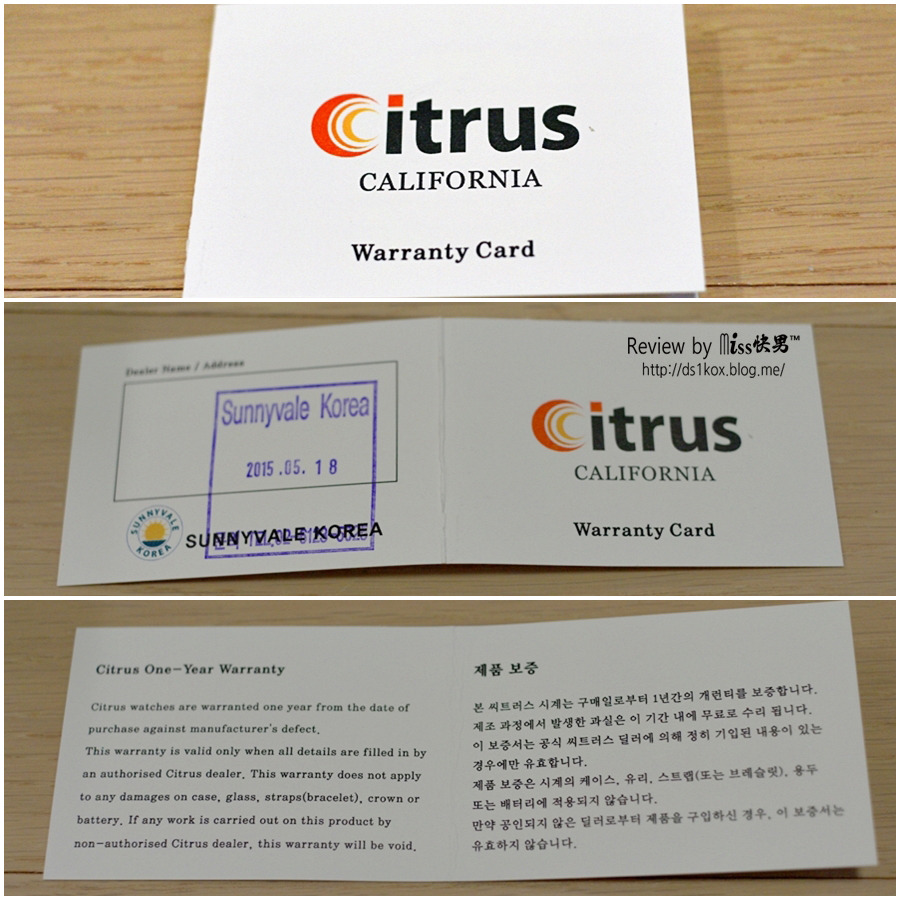 Citrus
CALIFORNIA
Warranty Card
Dealer Name / Address
Sunnyvale Korea
2015.05.18
SUNNYVALE
KOREA
SUNNYVALE KOREA
Review by Miss快男™
http://ds1kox.blog.me/
Citrus
CALIFORNIA
Warranty Card
Citrus One-Year Warranty
Citrus watches are warranted one year from the date of
purchase against manufacturer's defect.
This warranty is valid only when all details are filled in by
an authorised Citrus dealer. This warranty does not apply
to any damages on case, glass, straps(bracelet), crown or
battery. If any work is carried out on this product by
non-authorised Citrus dealer, this warranty will be void.
제품 보증
본 씨트러스 시계는 구매일로부터 1년간의 개런티를 보증합니다.
제조 과정에서 발생한 과실은 이 기간 내에 무료로 수리 됩니다.
이 보증서는 공식 씨트러스 딜러에 의해 정히 기입된 내용이 있는
경우에만 유효합니다.
제품 보증은 시계의 케이스, 유리, 스트랩(또는 브레슬릿), 용두
또는 배터리에 적용되지 않습니다.
만약 공인되지 않은 딜러로부터 제품을 구입하신 경우, 이 보증서는
유효하지 않습니다.